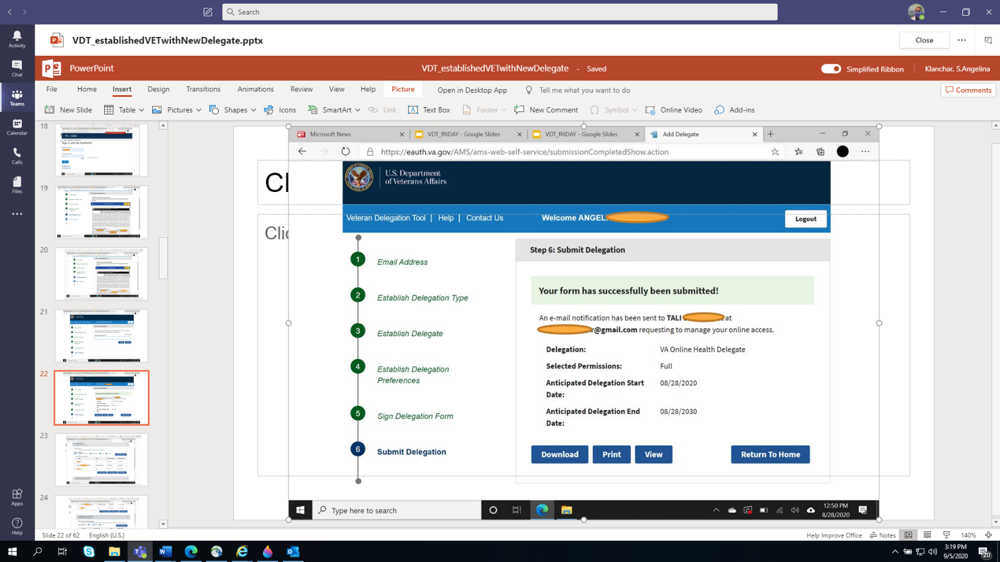 Search
Activity
Chat
Teams
Calendar
Calls
Files
Apps
Help
VDT_establishedVETwithNewDelegate.pptx
Close
PowerPoint
VDT_establishedVETwithNewDelegate - Saved
Simplified Ribbon
Klanchar, S.Angelina
File Home Insert Design Transitions Animations Review View Help Picture Open in Desktop App Tell me what you want to do
Comments
New Slide Table Pictures Shapes Icons SmartArt Link Text Box Footer New Comment Symbol Online Video Add-ins
18
19
20
21
22
23
24
Microsoft News
VDT_fRIDAY - Google Slides
VDT_fRIDAY - Google Slides
Add Delegate
https://eauth.va.gov/AMS/ams-web-self-service/submissionCompletedShow.action
U.S. Department
of Veterans Affairs
Veteran Delegation Tool | Help | Contact Us
Welcome ANGEL
Logout
1 Email Address
2 Establish Delegation Type
3 Establish Delegate
4 Establish Delegation
Preferences
5 Sign Delegation Form
6 Submit Delegation
Step 6: Submit Delegation
Your form has successfully been submitted!
An e-mail notification has been sent to TALI at
r@gmail.com requesting to manage your online access.
Delegation: VA Online Health Delegate
Selected Permissions: Full
Anticipated Delegation Start
Date: 08/28/2020
Anticipated Delegation End
Date: 08/28/2030
Download Print View Return To Home
Type here to search
12:50 PM
8/28/2020
Slide 22 of 62 English (U.S.)
Help Improve Office Notes 140%
3:19 PM
9/5/2020
20